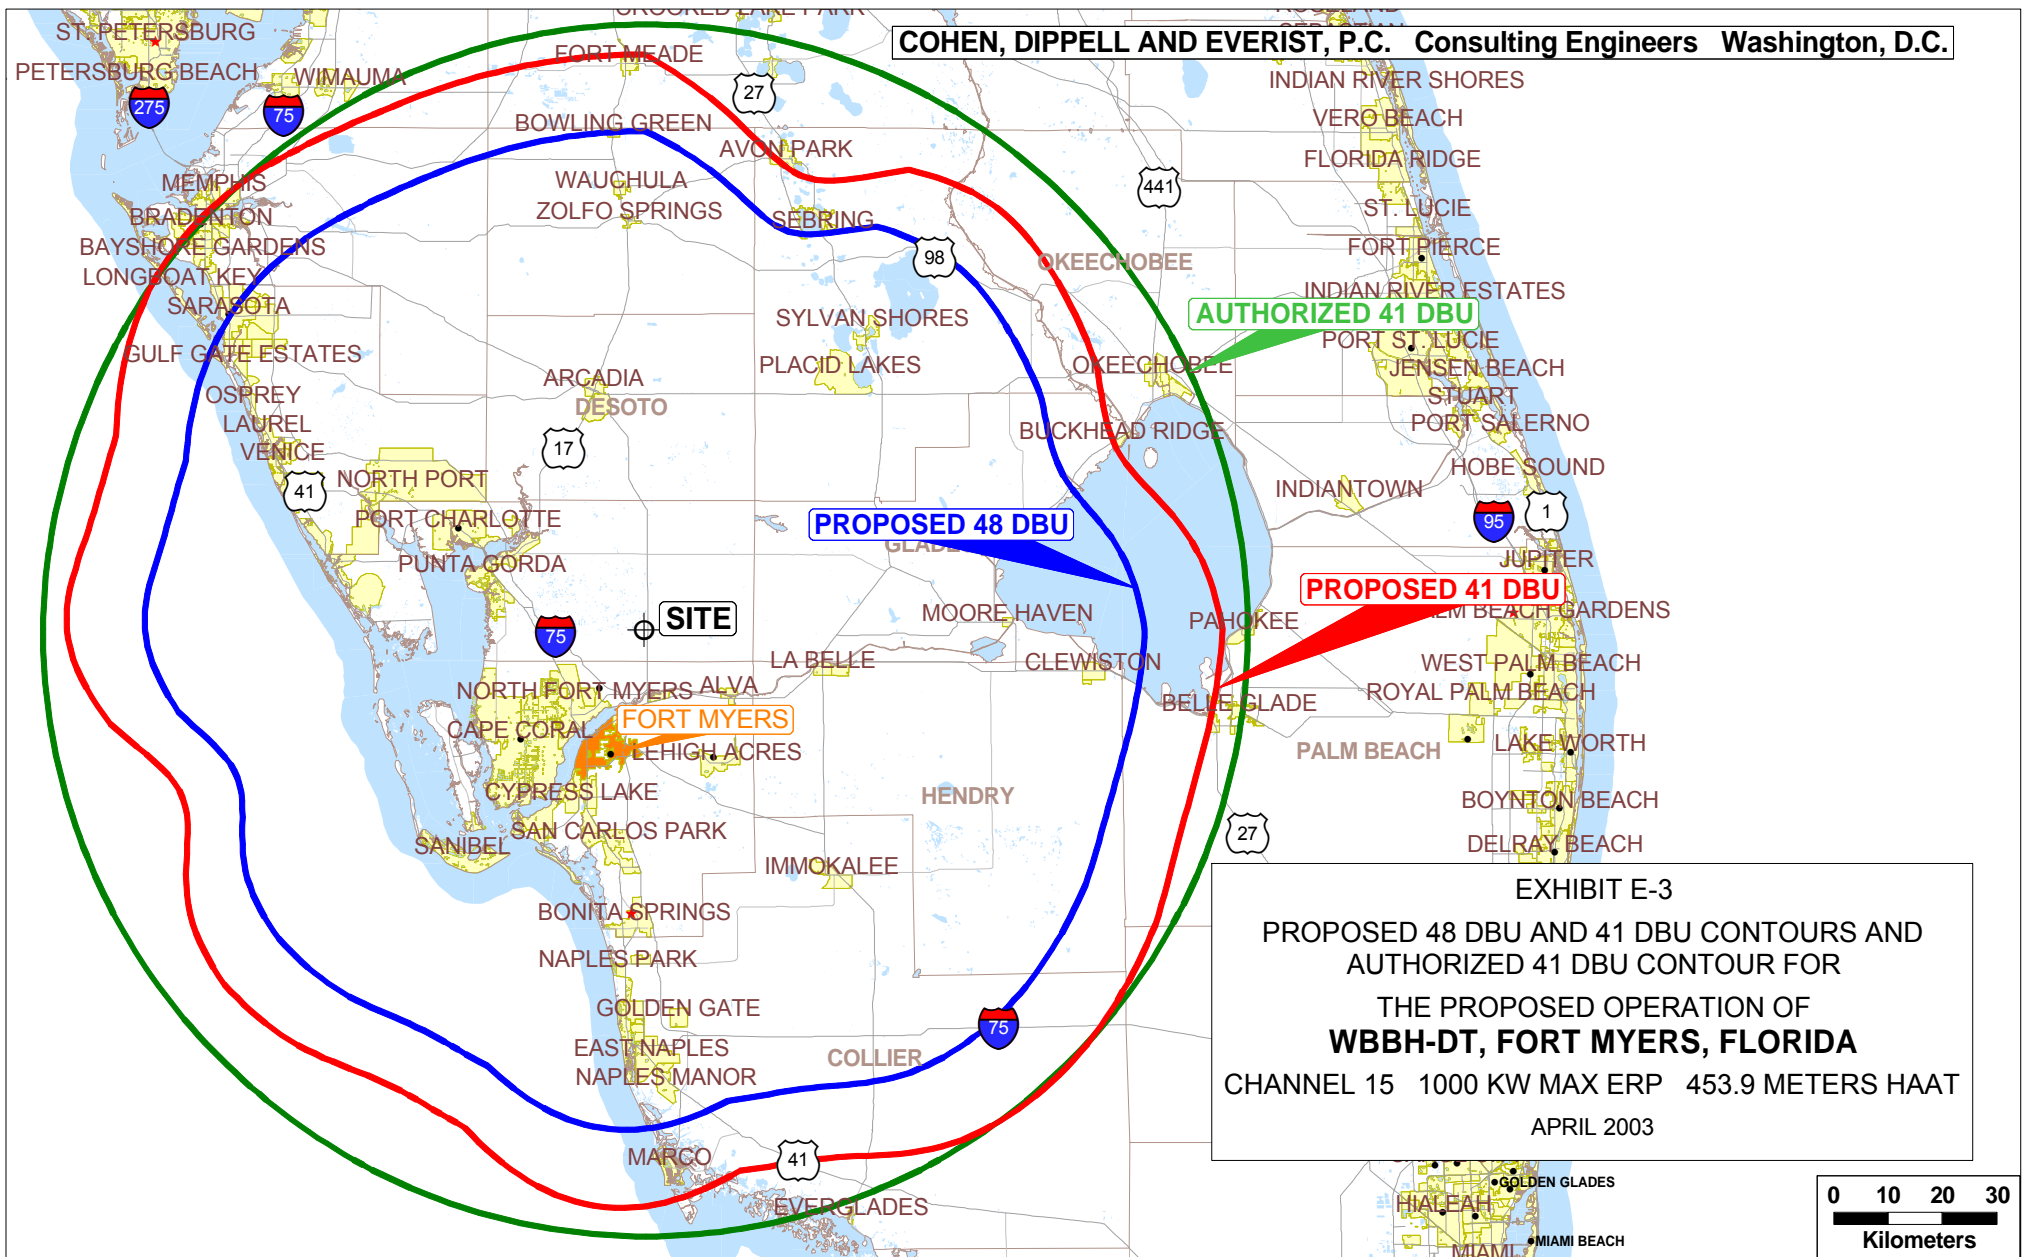 CROOKED LAKE PARK
ROSELAND
SEBASTIAN
ST. PETERSBURG
FORT MEADE
COHEN, DIPPELL AND EVERIST, P.C. Consulting Engineers Washington, D.C.
PETERSBURG BEACH
WIMAUMA
INDIAN RIVER SHORES
275
75
27
VERO BEACH
BOWLING GREEN
AVON PARK
FLORIDA RIDGE
MEMPHIS
WAUCHULA
441
BRADENTON
ZOLFO SPRINGS
SEBRING
ST. LUCIE
BAYSHORE GARDENS
98
FORT PIERCE
LONGBOAT KEY
OKEECHOBEE
SARASOTA
INDIAN RIVER ESTATES
SYLVAN SHORES
AUTHORIZED 41 DBU
GULF GATE ESTATES
PORT ST. LUCIE
PLACID LAKES
OKEECHOBEE
JENSEN BEACH
ARCADIA
OSPREY
DESOTO
STUART
LAUREL
BUCKHEAD RIDGE
PORT SALERNO
VENICE
17
HOBE SOUND
NORTH PORT
41
INDIANTOWN
PORT CHARLOTTE
PROPOSED 48 DBU
95
1
GLADES
PUNTA GORDA
JUPITER
PROPOSED 41 DBU
SITE
MOORE HAVEN
PAHOKEE
PALM BEACH GARDENS
75
LA BELLE
CLEWISTON
WEST PALM BEACH
NORTH FORT MYERS
ALVA
BELLE GLADE
ROYAL PALM BEACH
FORT MYERS
CAPE CORAL
LEHIGH ACRES
PALM BEACH
LAKE WORTH
CYPRESS LAKE
HENDRY
BOYNTON BEACH
SAN CARLOS PARK
27
SANIBEL
DELRAY BEACH
IMMOKALEE
EXHIBIT E-3
BONITA SPRINGS
PROPOSED 48 DBU AND 41 DBU CONTOURS AND
AUTHORIZED 41 DBU CONTOUR FOR
NAPLES PARK
THE PROPOSED OPERATION OF
GOLDEN GATE
75
WBBH-DT, FORT MYERS, FLORIDA
EAST NAPLES
COLLIER
NAPLES MANOR
CHANNEL 15 1000 KW MAX ERP 453.9 METERS HAAT
APRIL 2003
MARCO
41
GOLDEN GLADES
EVERGLADES
HIALEAH
0 10 20 30
Kilometers
MIAMI BEACH
MIAMI